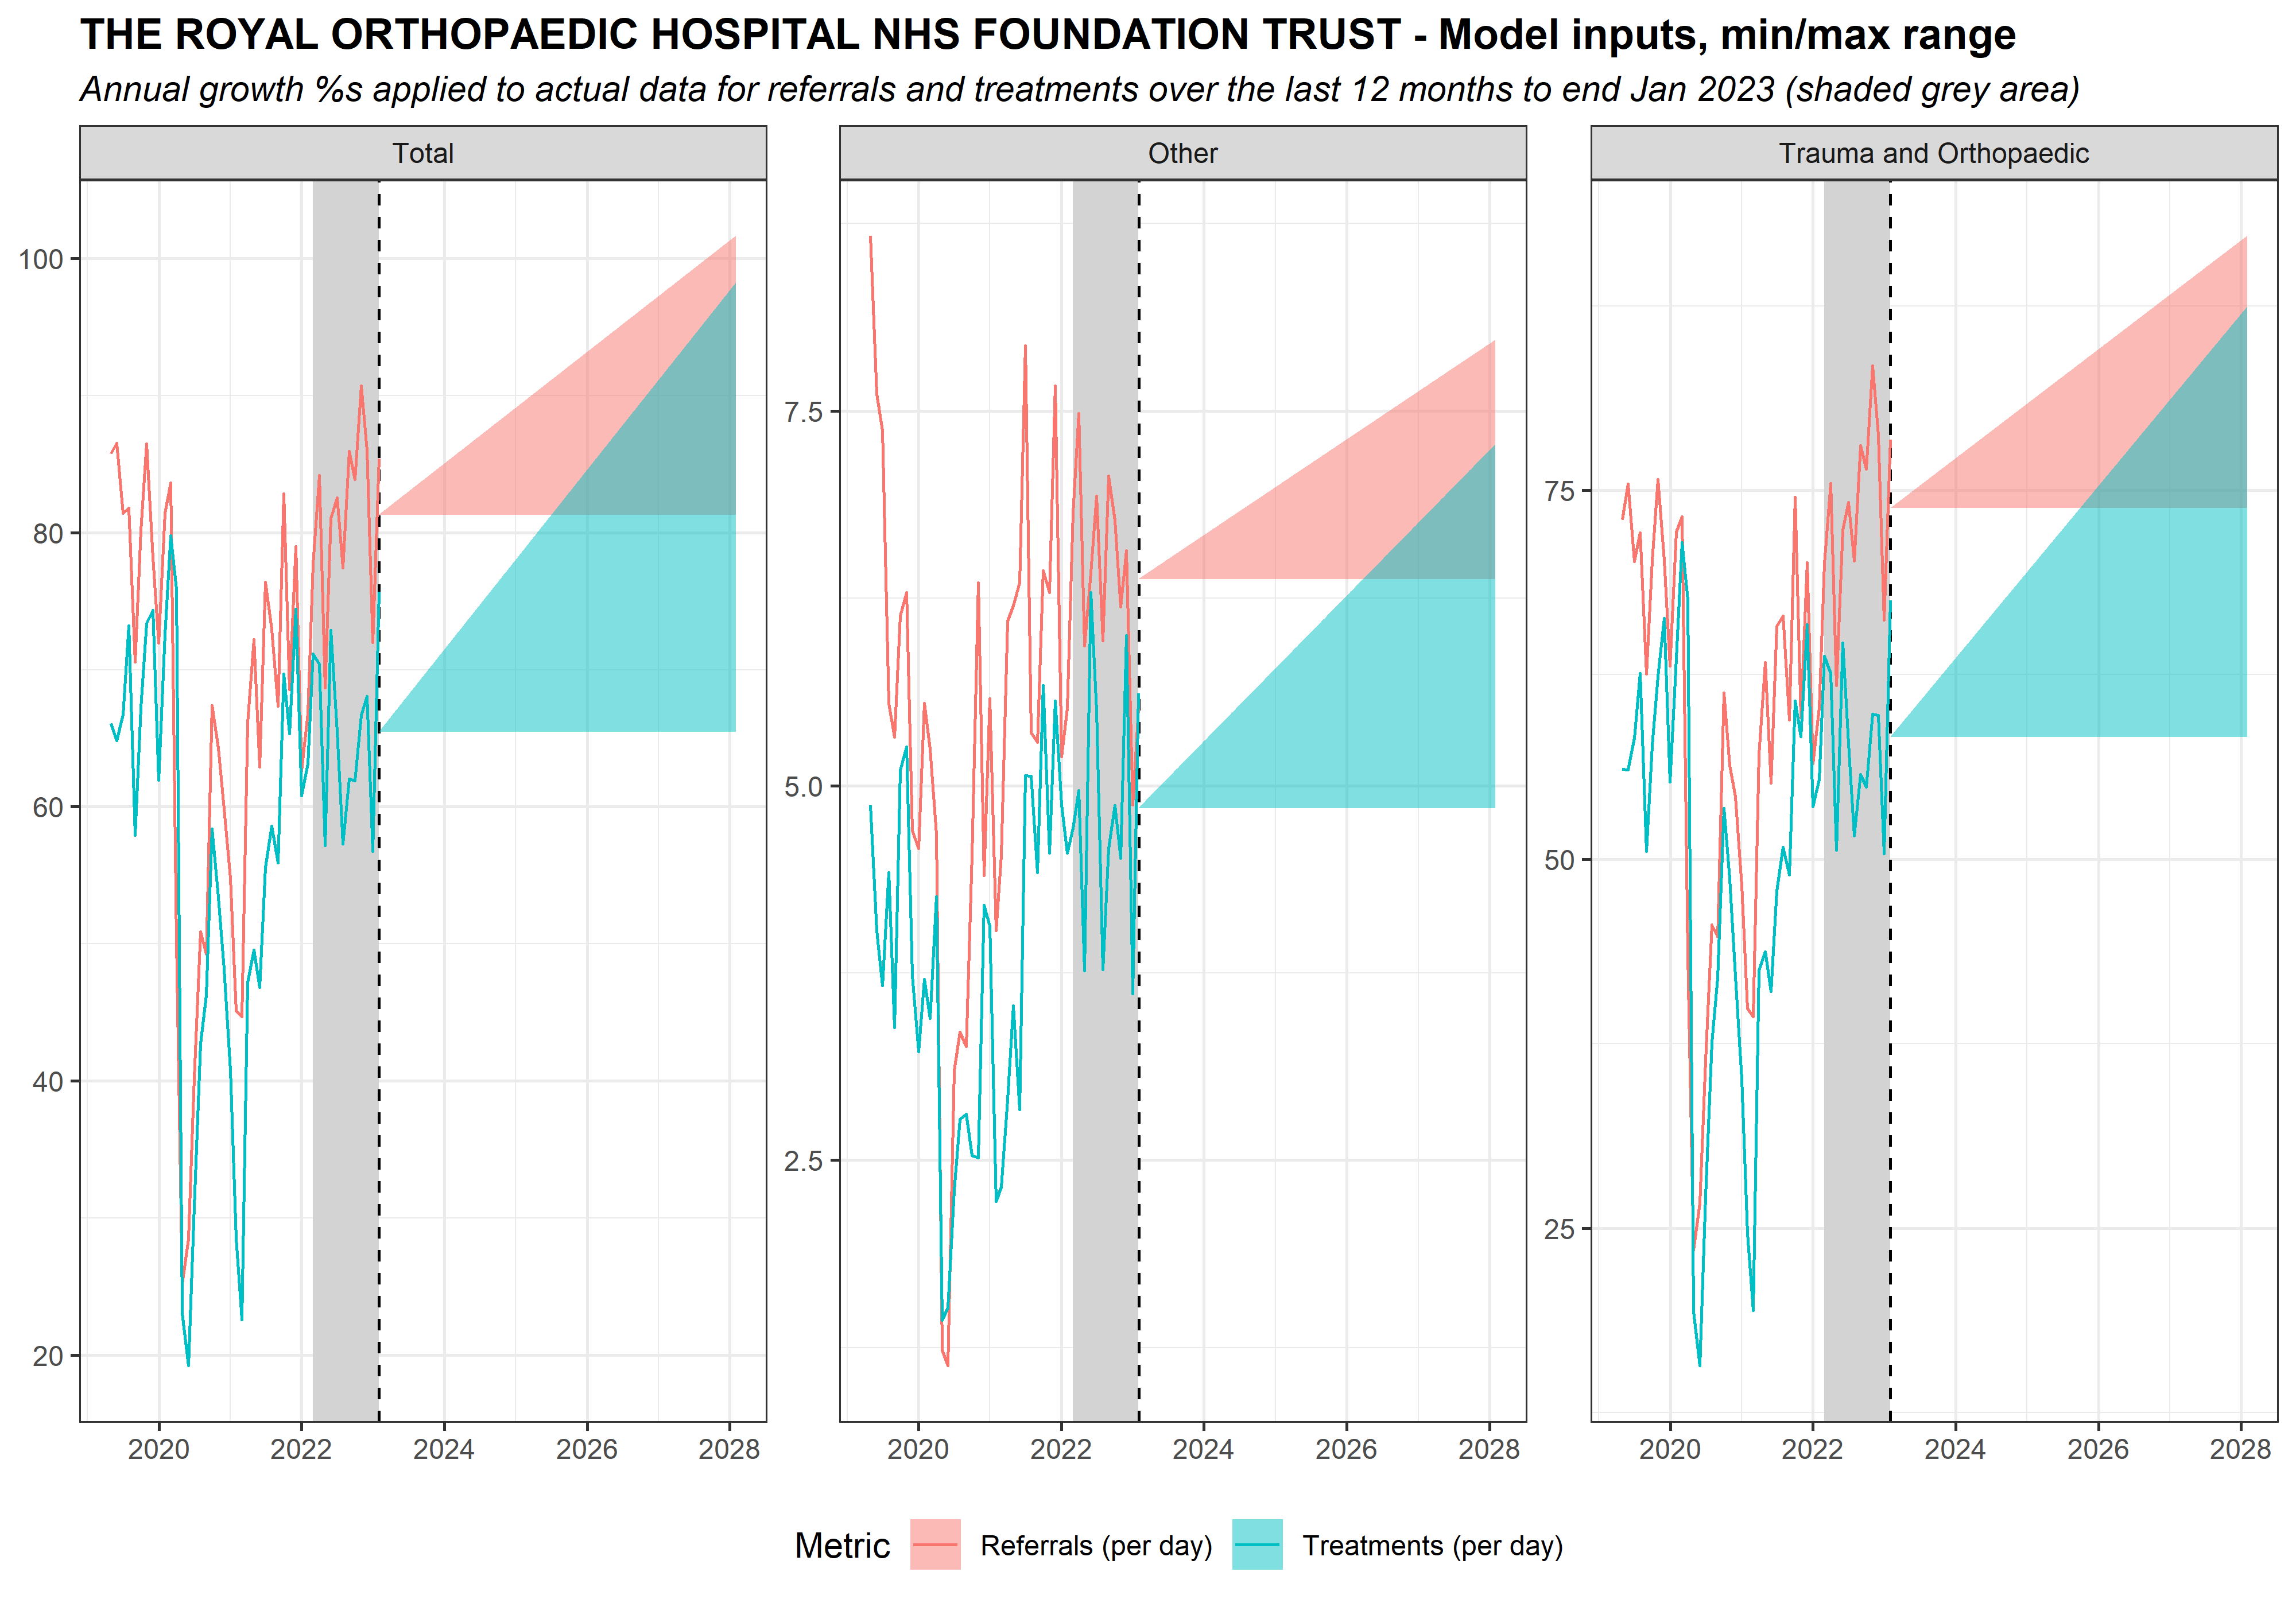 THE ROYAL ORTHOPAEDIC HOSPITAL NHS FOUNDATION TRUST - Model inputs, min/max range
Annual growth %s applied to actual data for referrals and treatments over the last 12 months to end Jan 2023 (shaded grey area)
Total
Other
Trauma and Orthopaedic
100
80
60
40
20
7.5
5.0
2.5
75
50
25
2020 2022 2024 2026 2028
2020 2022 2024 2026 2028
2020 2022 2024 2026 2028
Metric Referrals (per day) Treatments (per day)